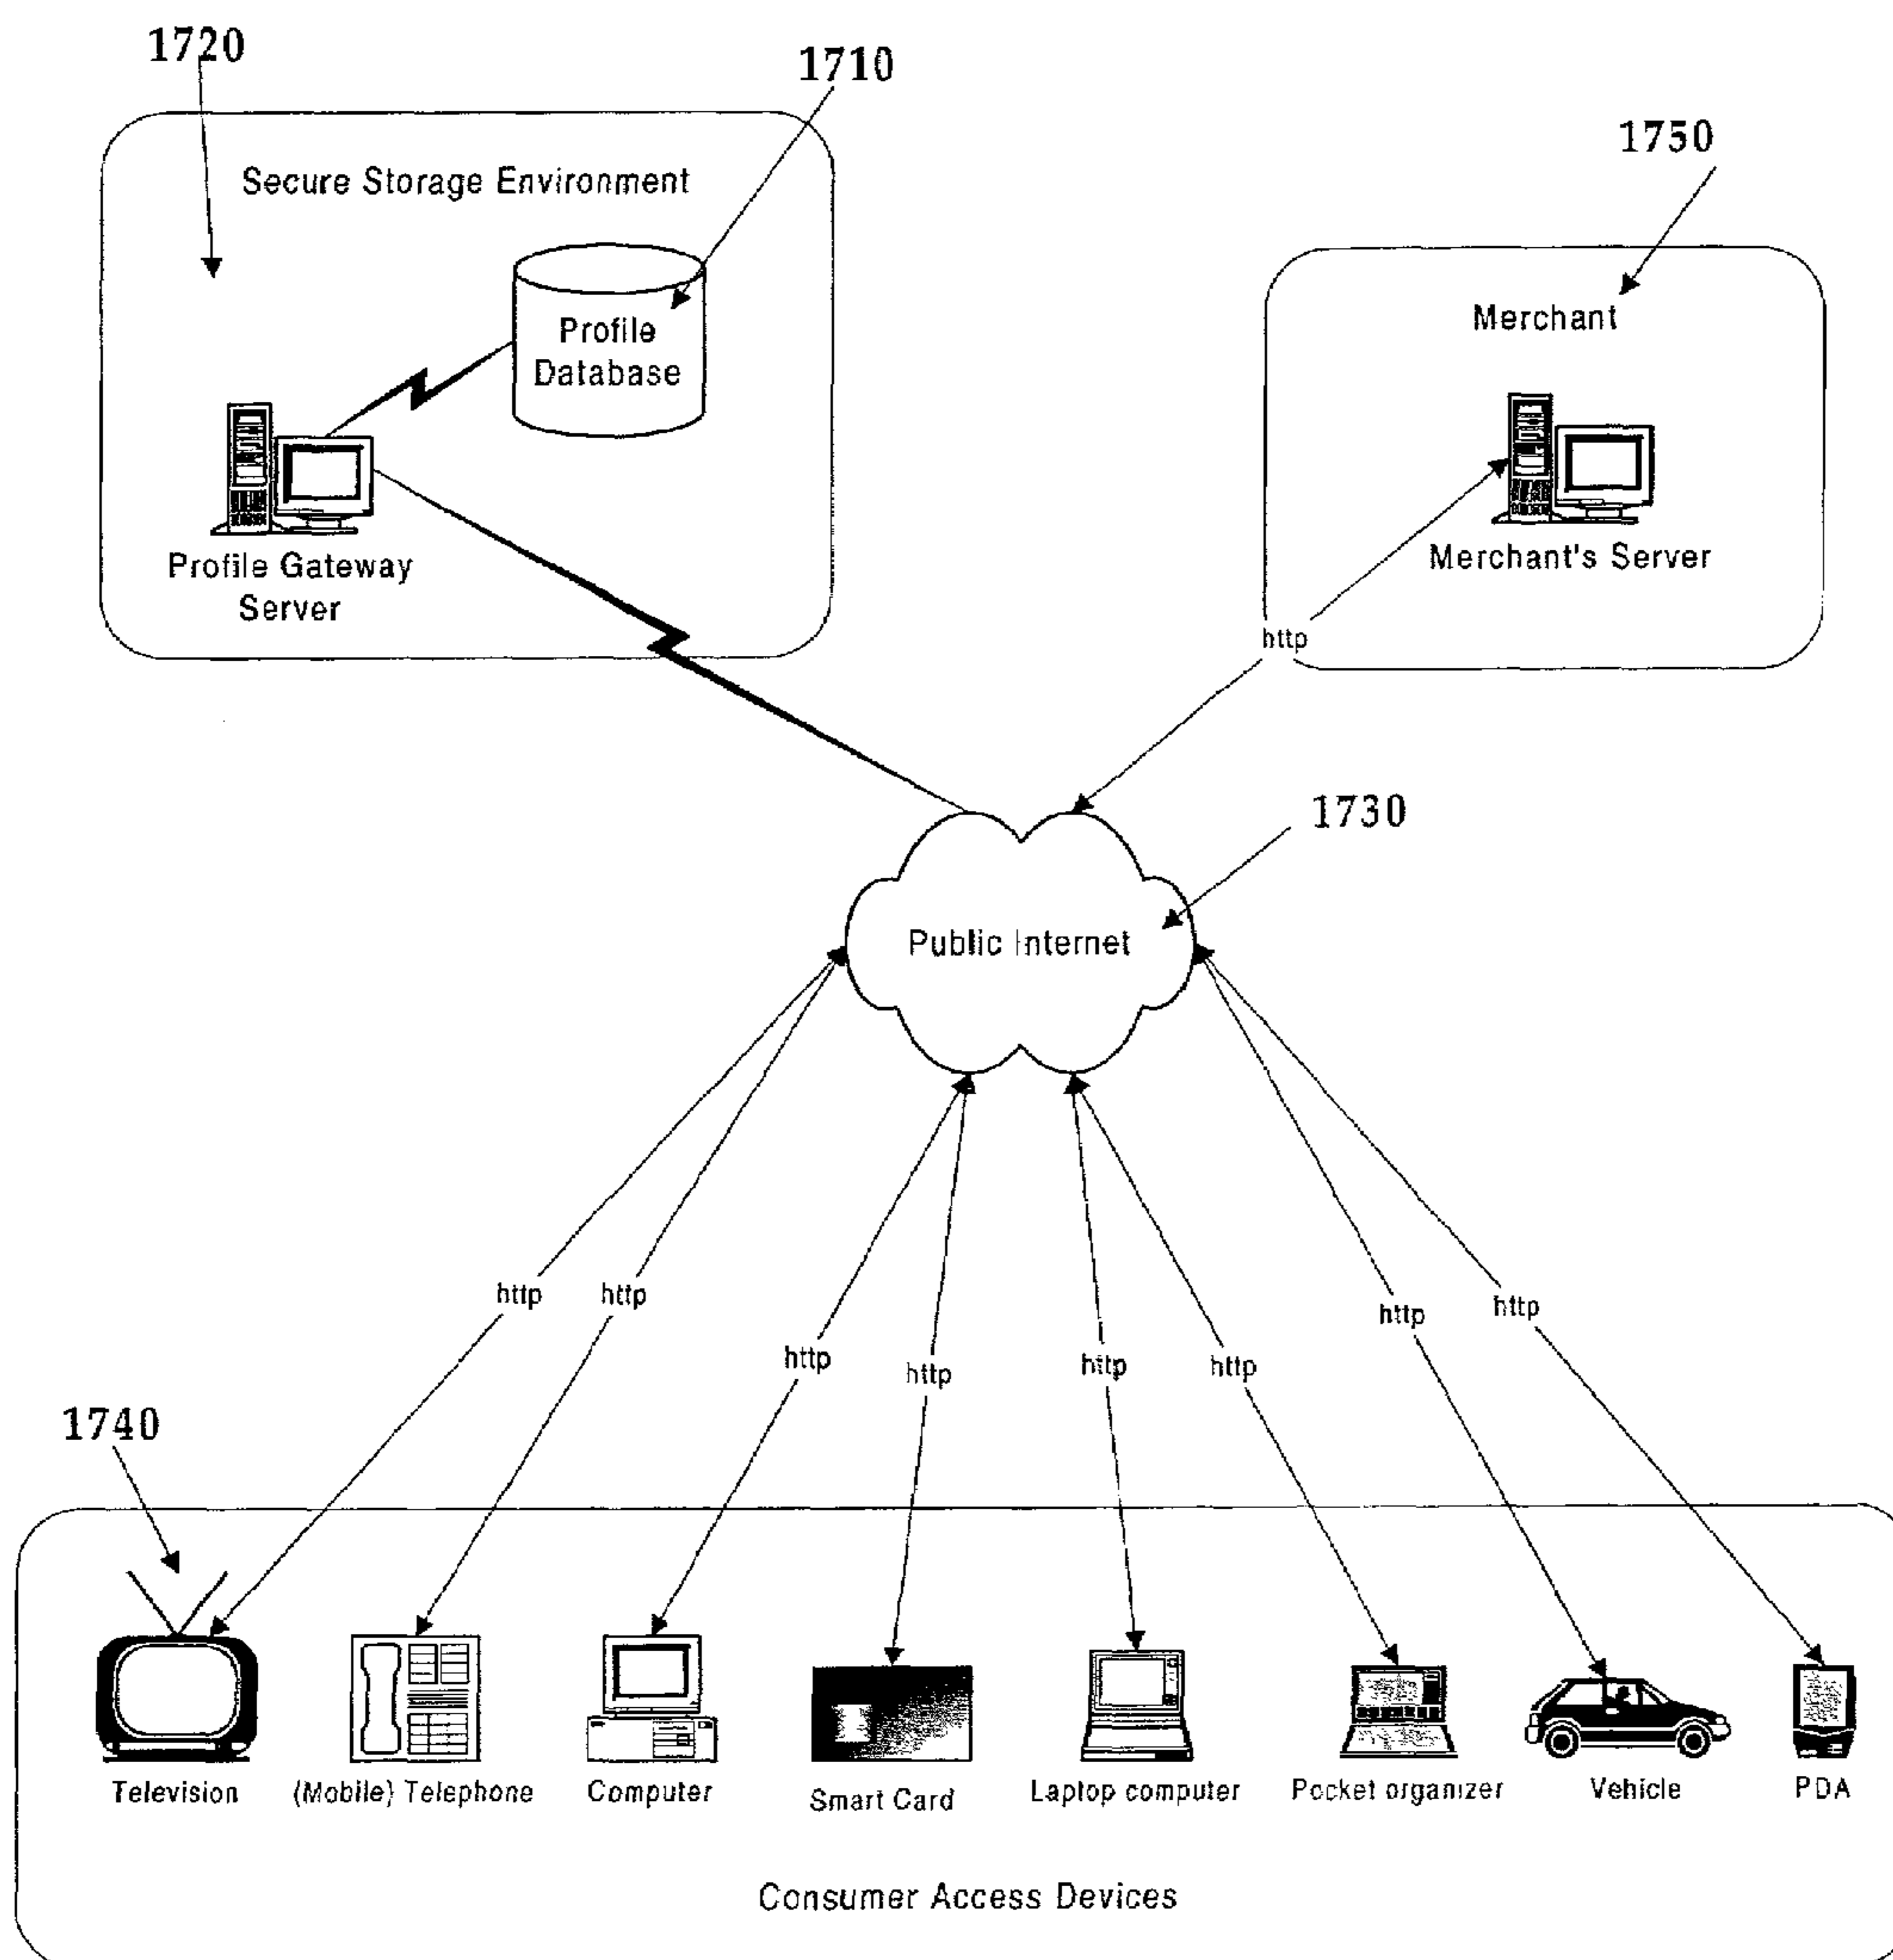 1720
1710
1750
Secure Storage Environment
Profile
Database
Profile Gateway
Server
Merchant
Merchant's Server
http
1730
Public Internet
http
http
http
http
http
http
http
http
1740
Television
(Mobile) Telephone
Computer
Smart Card
Laptop computer
Pocket organizer
Vehicle
PDA
Consumer Access Devices